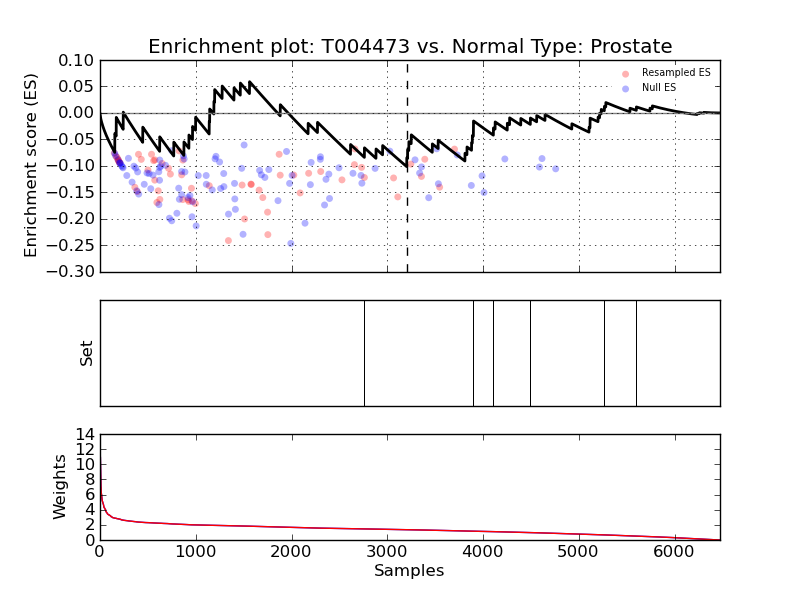 Enrichment plot: T004473 vs. Normal Type: Prostate
Enrichment score (ES)
0.10
0.05
0.00
−0.05
−0.10
−0.15
−0.20
−0.25
−0.30
Resampled ES
Null ES
Set
Weights
14
12
10
8
6
4
2
0
0 1000 2000 3000 4000 5000 6000
Samples